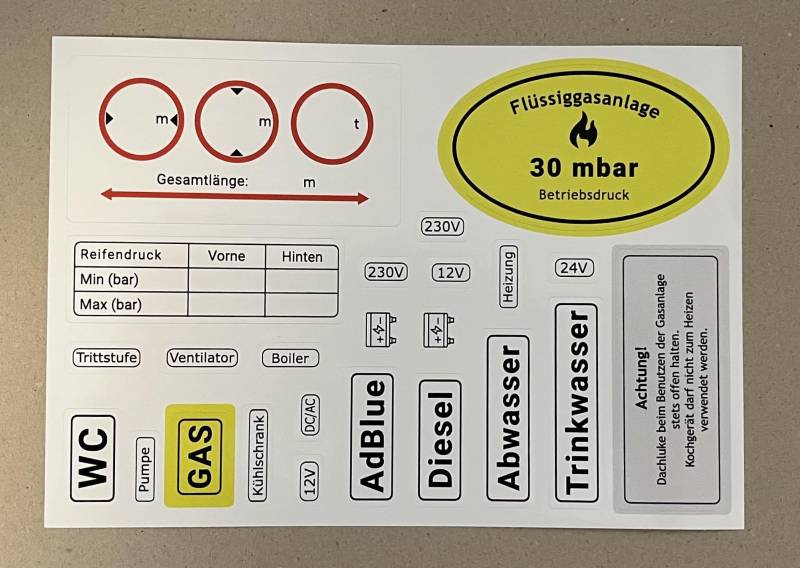 m
m
t
Gesamtlänge: m
Flüssiggasanlage
30 mbar
Betriebsdruck
Reifendruck Vorne Hinten
Min (bar)
Max (bar)
230V
230V
12V
Heizung
24V
+ -
+ -
Trittstufe
Ventilator
Boiler
WC
Pumpe
GAS
Kühlschrank
DC/AC
12V
AdBlue
Diesel
Abwasser
Trinkwasser
Achtung!
Dachluke beim Benutzen der Gasanlage
stets offen halten.
Kochgerät darf nicht zum Heizen
verwendet werden.